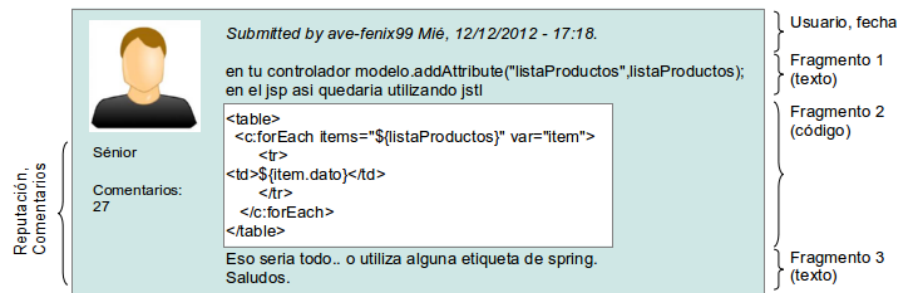 Submitted by ave-fenix99 Mié, 12/12/2012 - 17:18.
Usuario, fecha
en tu controlador modelo.addAttribute("listaProductos",listaProductos);
en el jsp asi quedaria utilizando jstl
Fragmento 1
(texto)
<table>
<c:forEach items="${listaProductos}" var="item">
<tr>
<td>${item.dato}</td>
</tr>
</c:forEach>
</table>
Fragmento 2
(código)
Sénior
Comentarios:
27
Reputación,
Comentarios
Eso seria todo.. o utiliza alguna etiqueta de spring.
Saludos.
Fragmento 3
(texto)